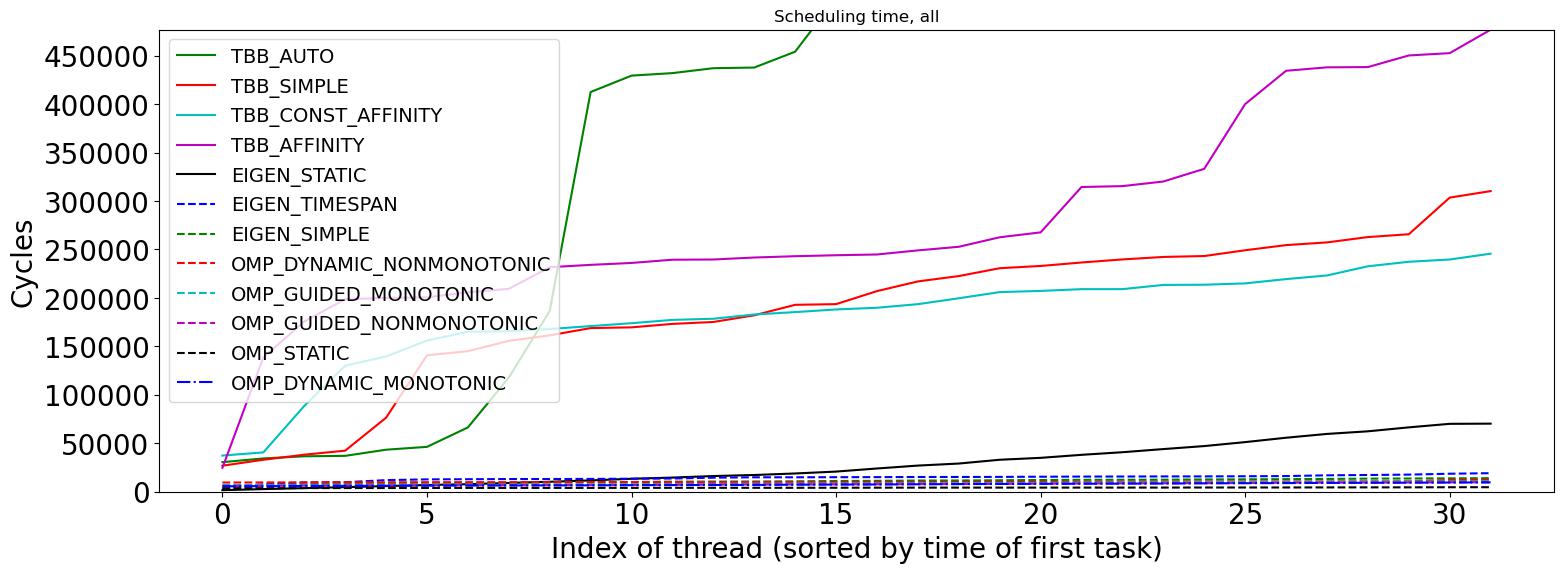 Scheduling time, all
Cycles
450000
400000
350000
300000
250000
200000
150000
100000
50000
0
TBB_AUTO
TBB_SIMPLE
TBB_CONST_AFFINITY
TBB_AFFINITY
EIGEN_STATIC
EIGEN_TIMESPAN
EIGEN_SIMPLE
OMP_DYNAMIC_NONMONOTONIC
OMP_GUIDED_MONOTONIC
OMP_GUIDED_NONMONOTONIC
OMP_STATIC
OMP_DYNAMIC_MONOTONIC
0 5 10 15 20 25 30
Index of thread (sorted by time of first task)